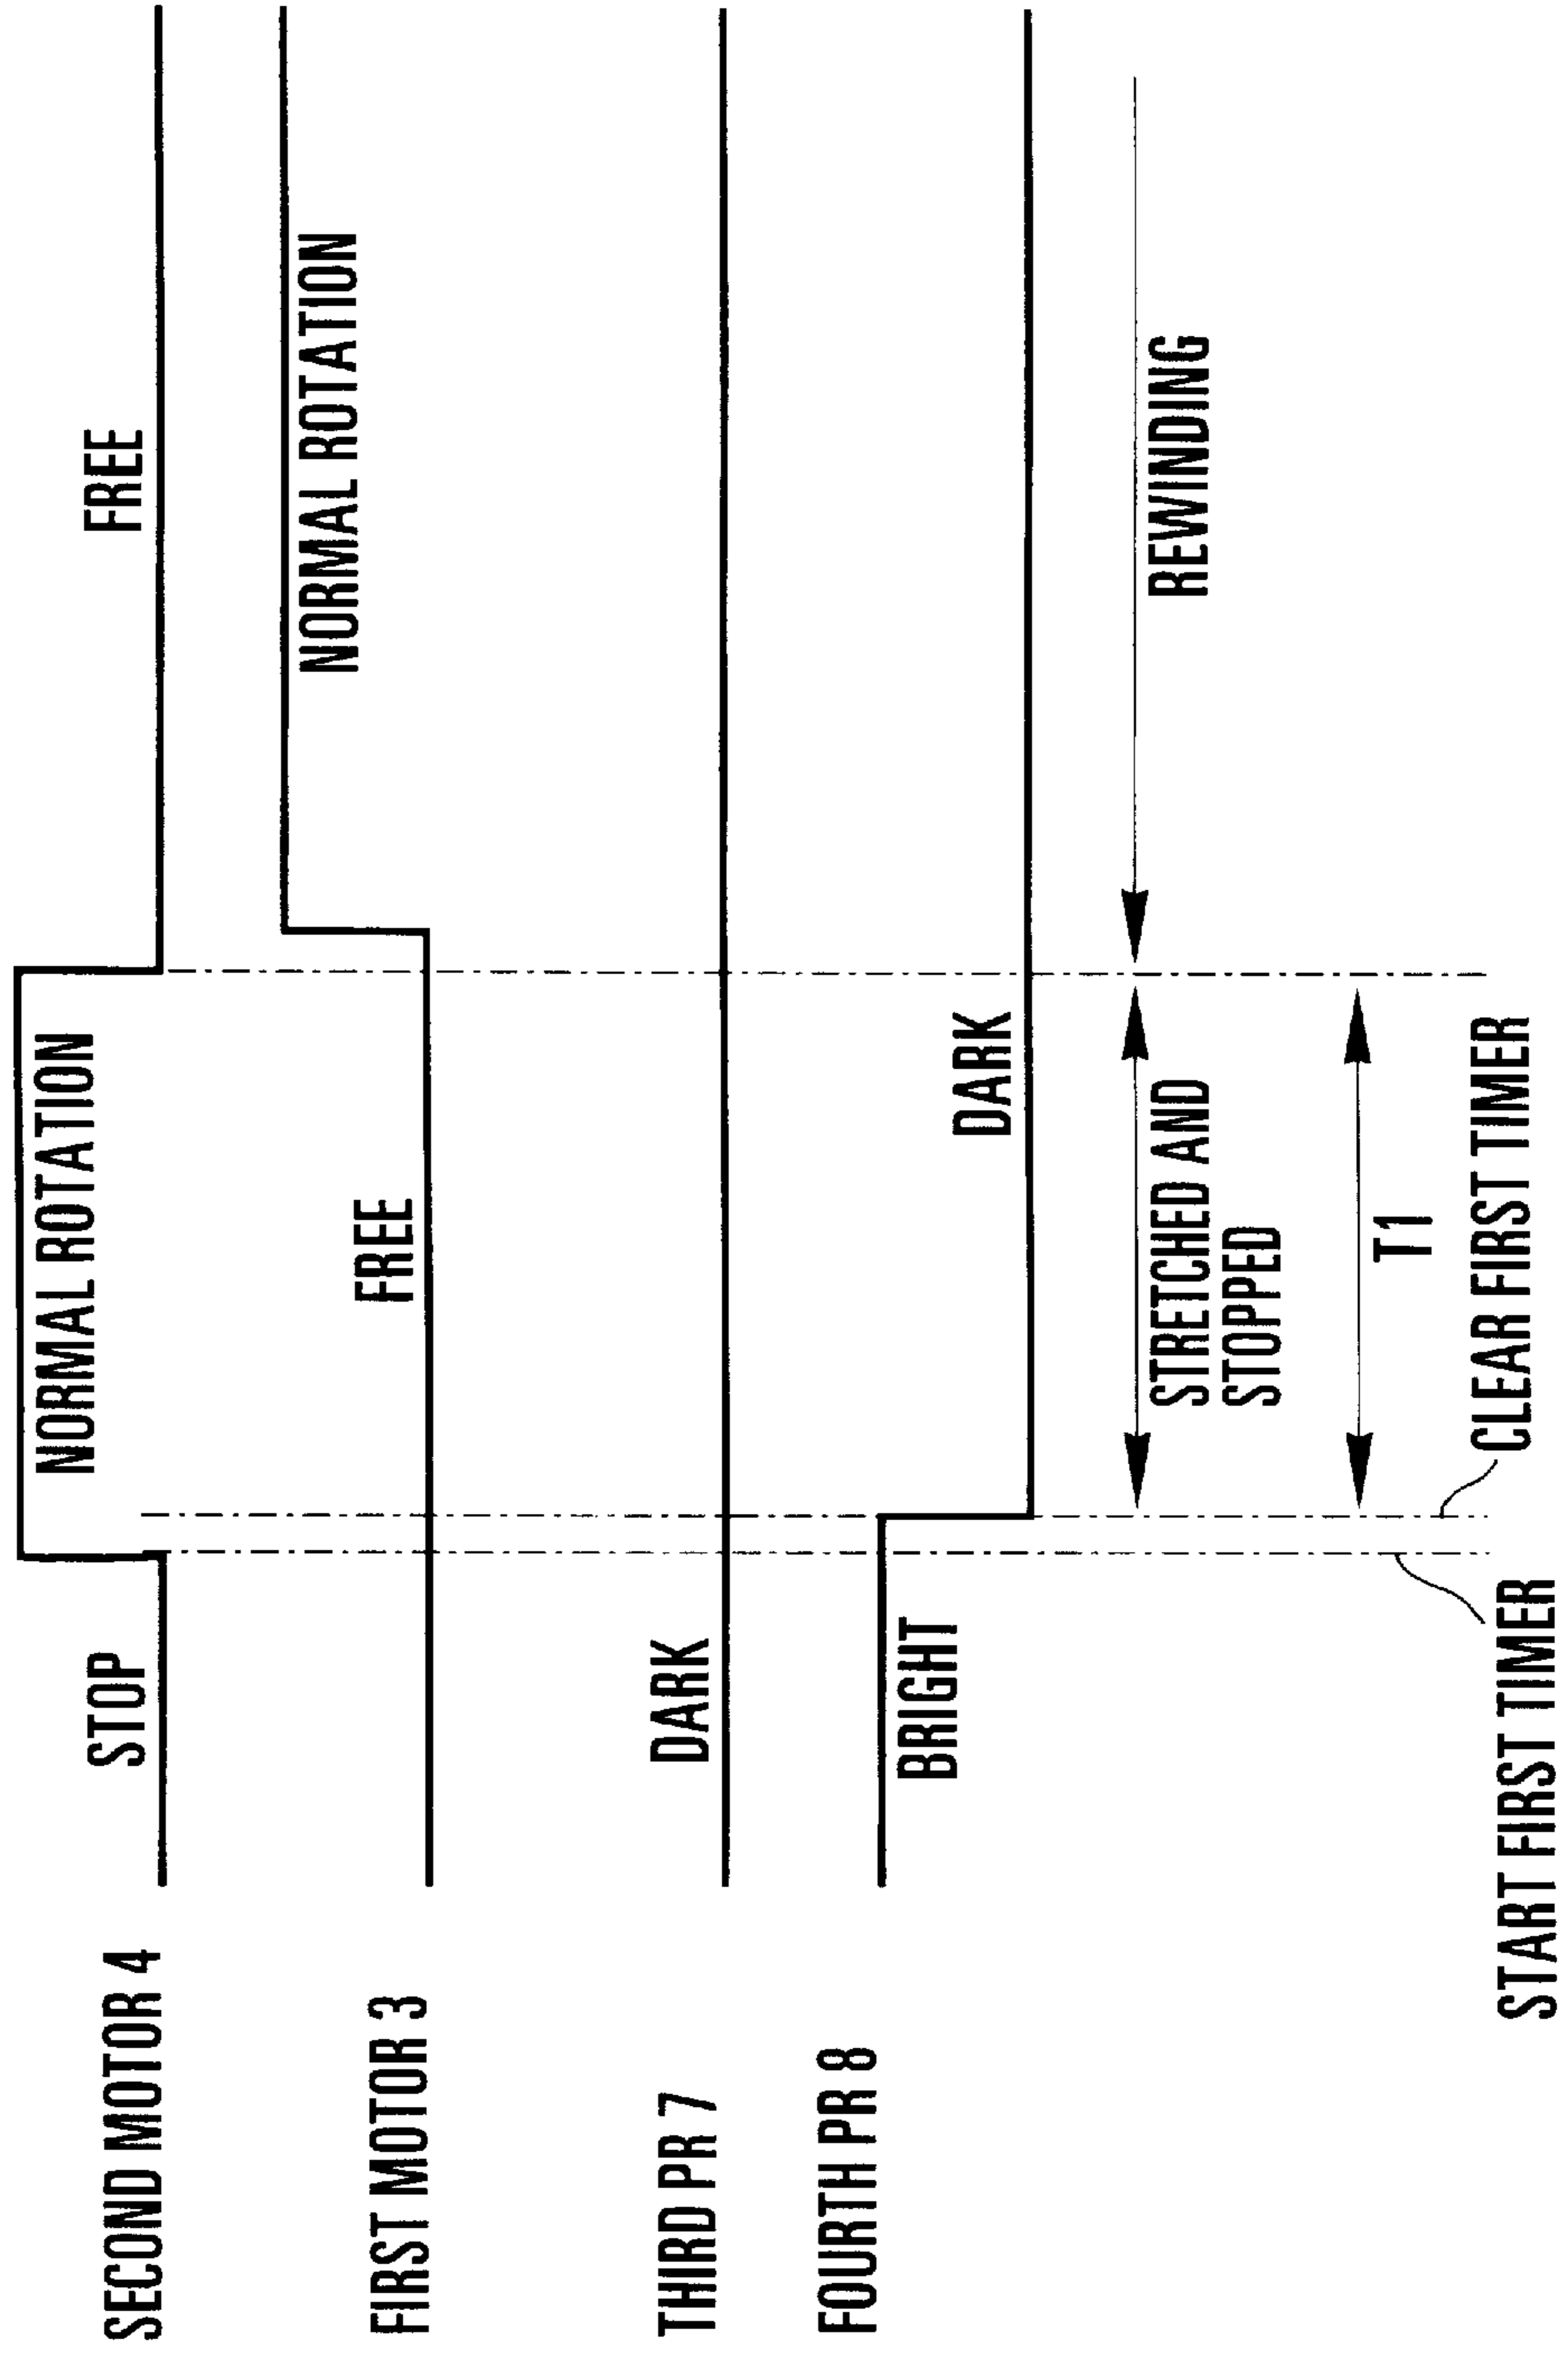 SECOND MOTOR 4
STOP
NORMAL ROTATION
FREE
FIRST MOTOR 3
FREE
NORMAL ROTATION
THIRD PR 7
DARK
FOURTH PR 8
BRIGHT
DARK
STRETCHED AND
STOPPED
REWINDING
T1
CLEAR FIRST TIMER
START FIRST TIMER